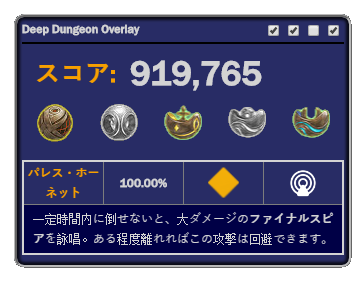 Deep Dungeon Overlay
スコア: 919,765
パレス・ホー
ネット
100.00%
一定時間内に倒せないと、大ダメージのファイナルスピ
アを詠唱。ある程度離れればこの攻撃は回避できます。